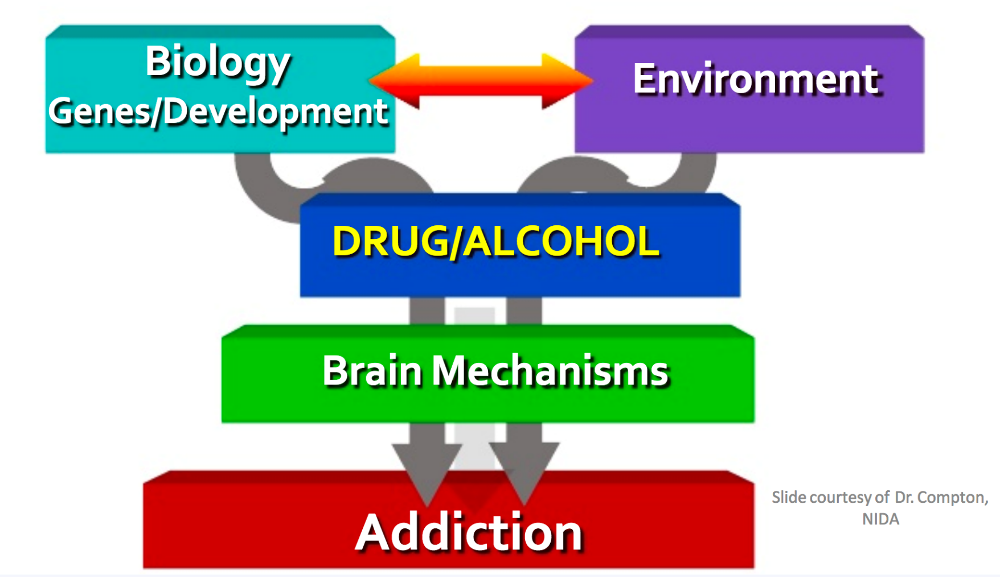 Biology
Genes/Development
Environment
DRUG/ALCOHOL
Brain Mechanisms
Addiction
Slide courtesy of Dr. Compton,
NIDA